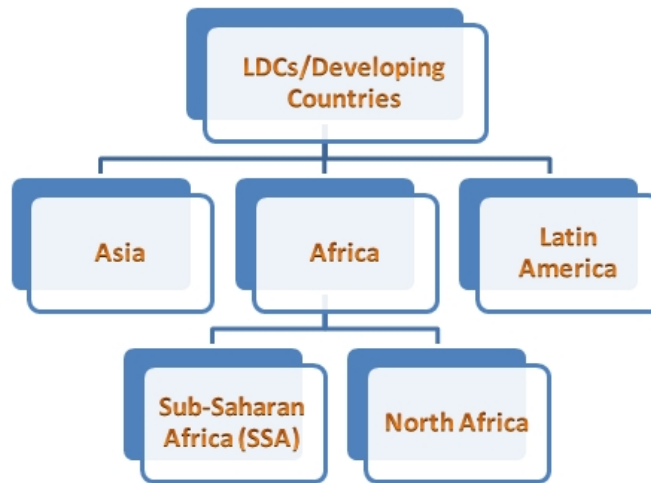 LDCs/Developing
Countries
Asia
Africa
Latin
America
Sub-Saharan
Africa (SSA)
North Africa